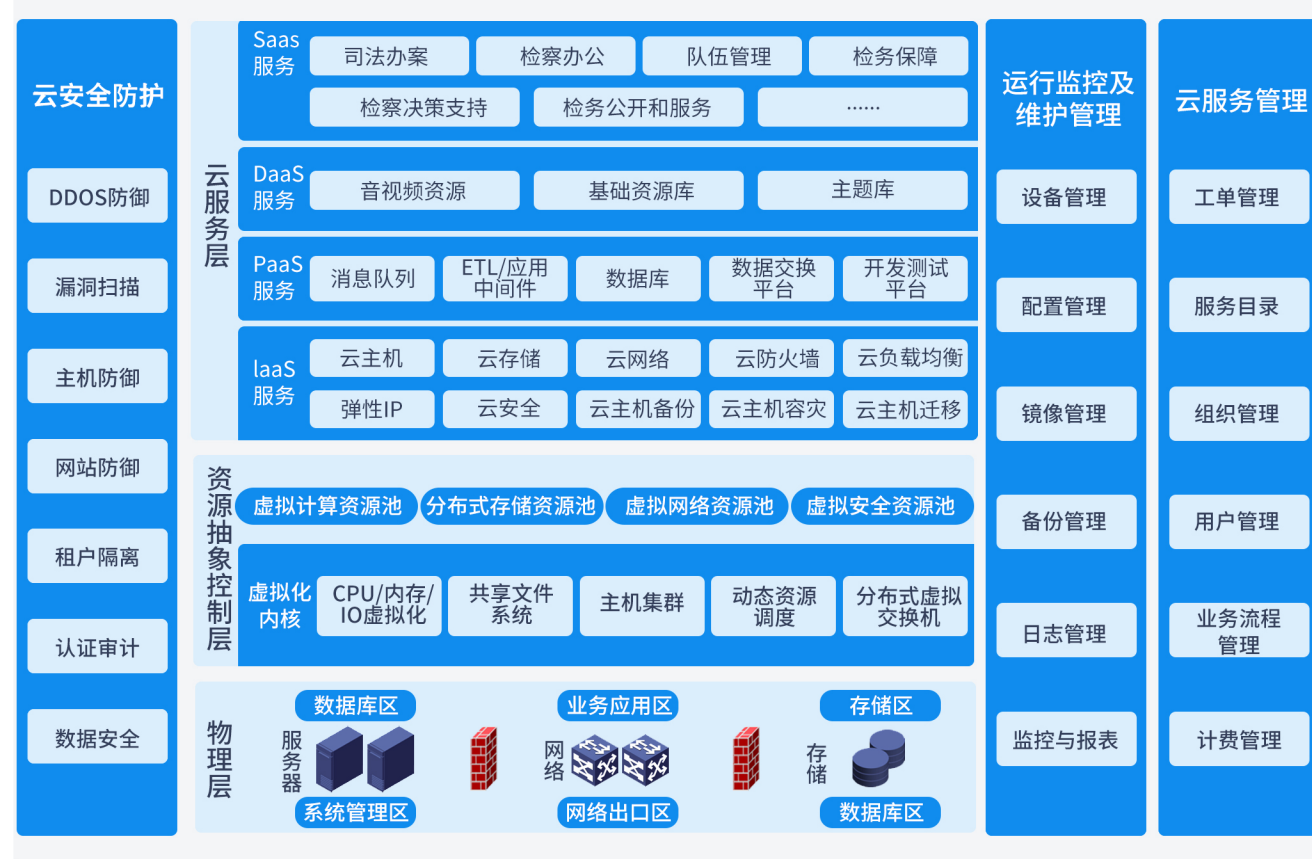 云安全防护
DDOS防御
漏洞扫描
主机防御
网站防御
租户隔离
认证审计
数据安全
云服务层
Saas
服务
司法办案
检察办公
队伍管理
检务保障
检察决策支持
检务公开和服务
······
DaaS
服务
音视频资源
基础资源库
主题库
PaaS
服务
消息队列
ETL/应用
中间件
数据库
数据交换
平台
开发测试
平台
laaS
服务
云主机
云存储
云网络
云防火墙
云负载均衡
弹性IP
云安全
云主机备份
云主机容灾
云主机迁移
资源抽象控制层
虚拟计算资源池
分布式存储资源池
虚拟网络资源池
虚拟安全资源池
虚拟化
内核
CPU/内存/
IO虚拟化
共享文件
系统
主机集群
动态资源
调度
分布式虚拟
交换机
物理层
数据库区
业务应用区
存储区
服务器
网络
存储
系统管理区
网络出口区
数据库区
运行监控及
维护管理
设备管理
配置管理
镜像管理
备份管理
日志管理
监控与报表
云服务管理
工单管理
服务目录
组织管理
用户管理
业务流程
管理
计费管理